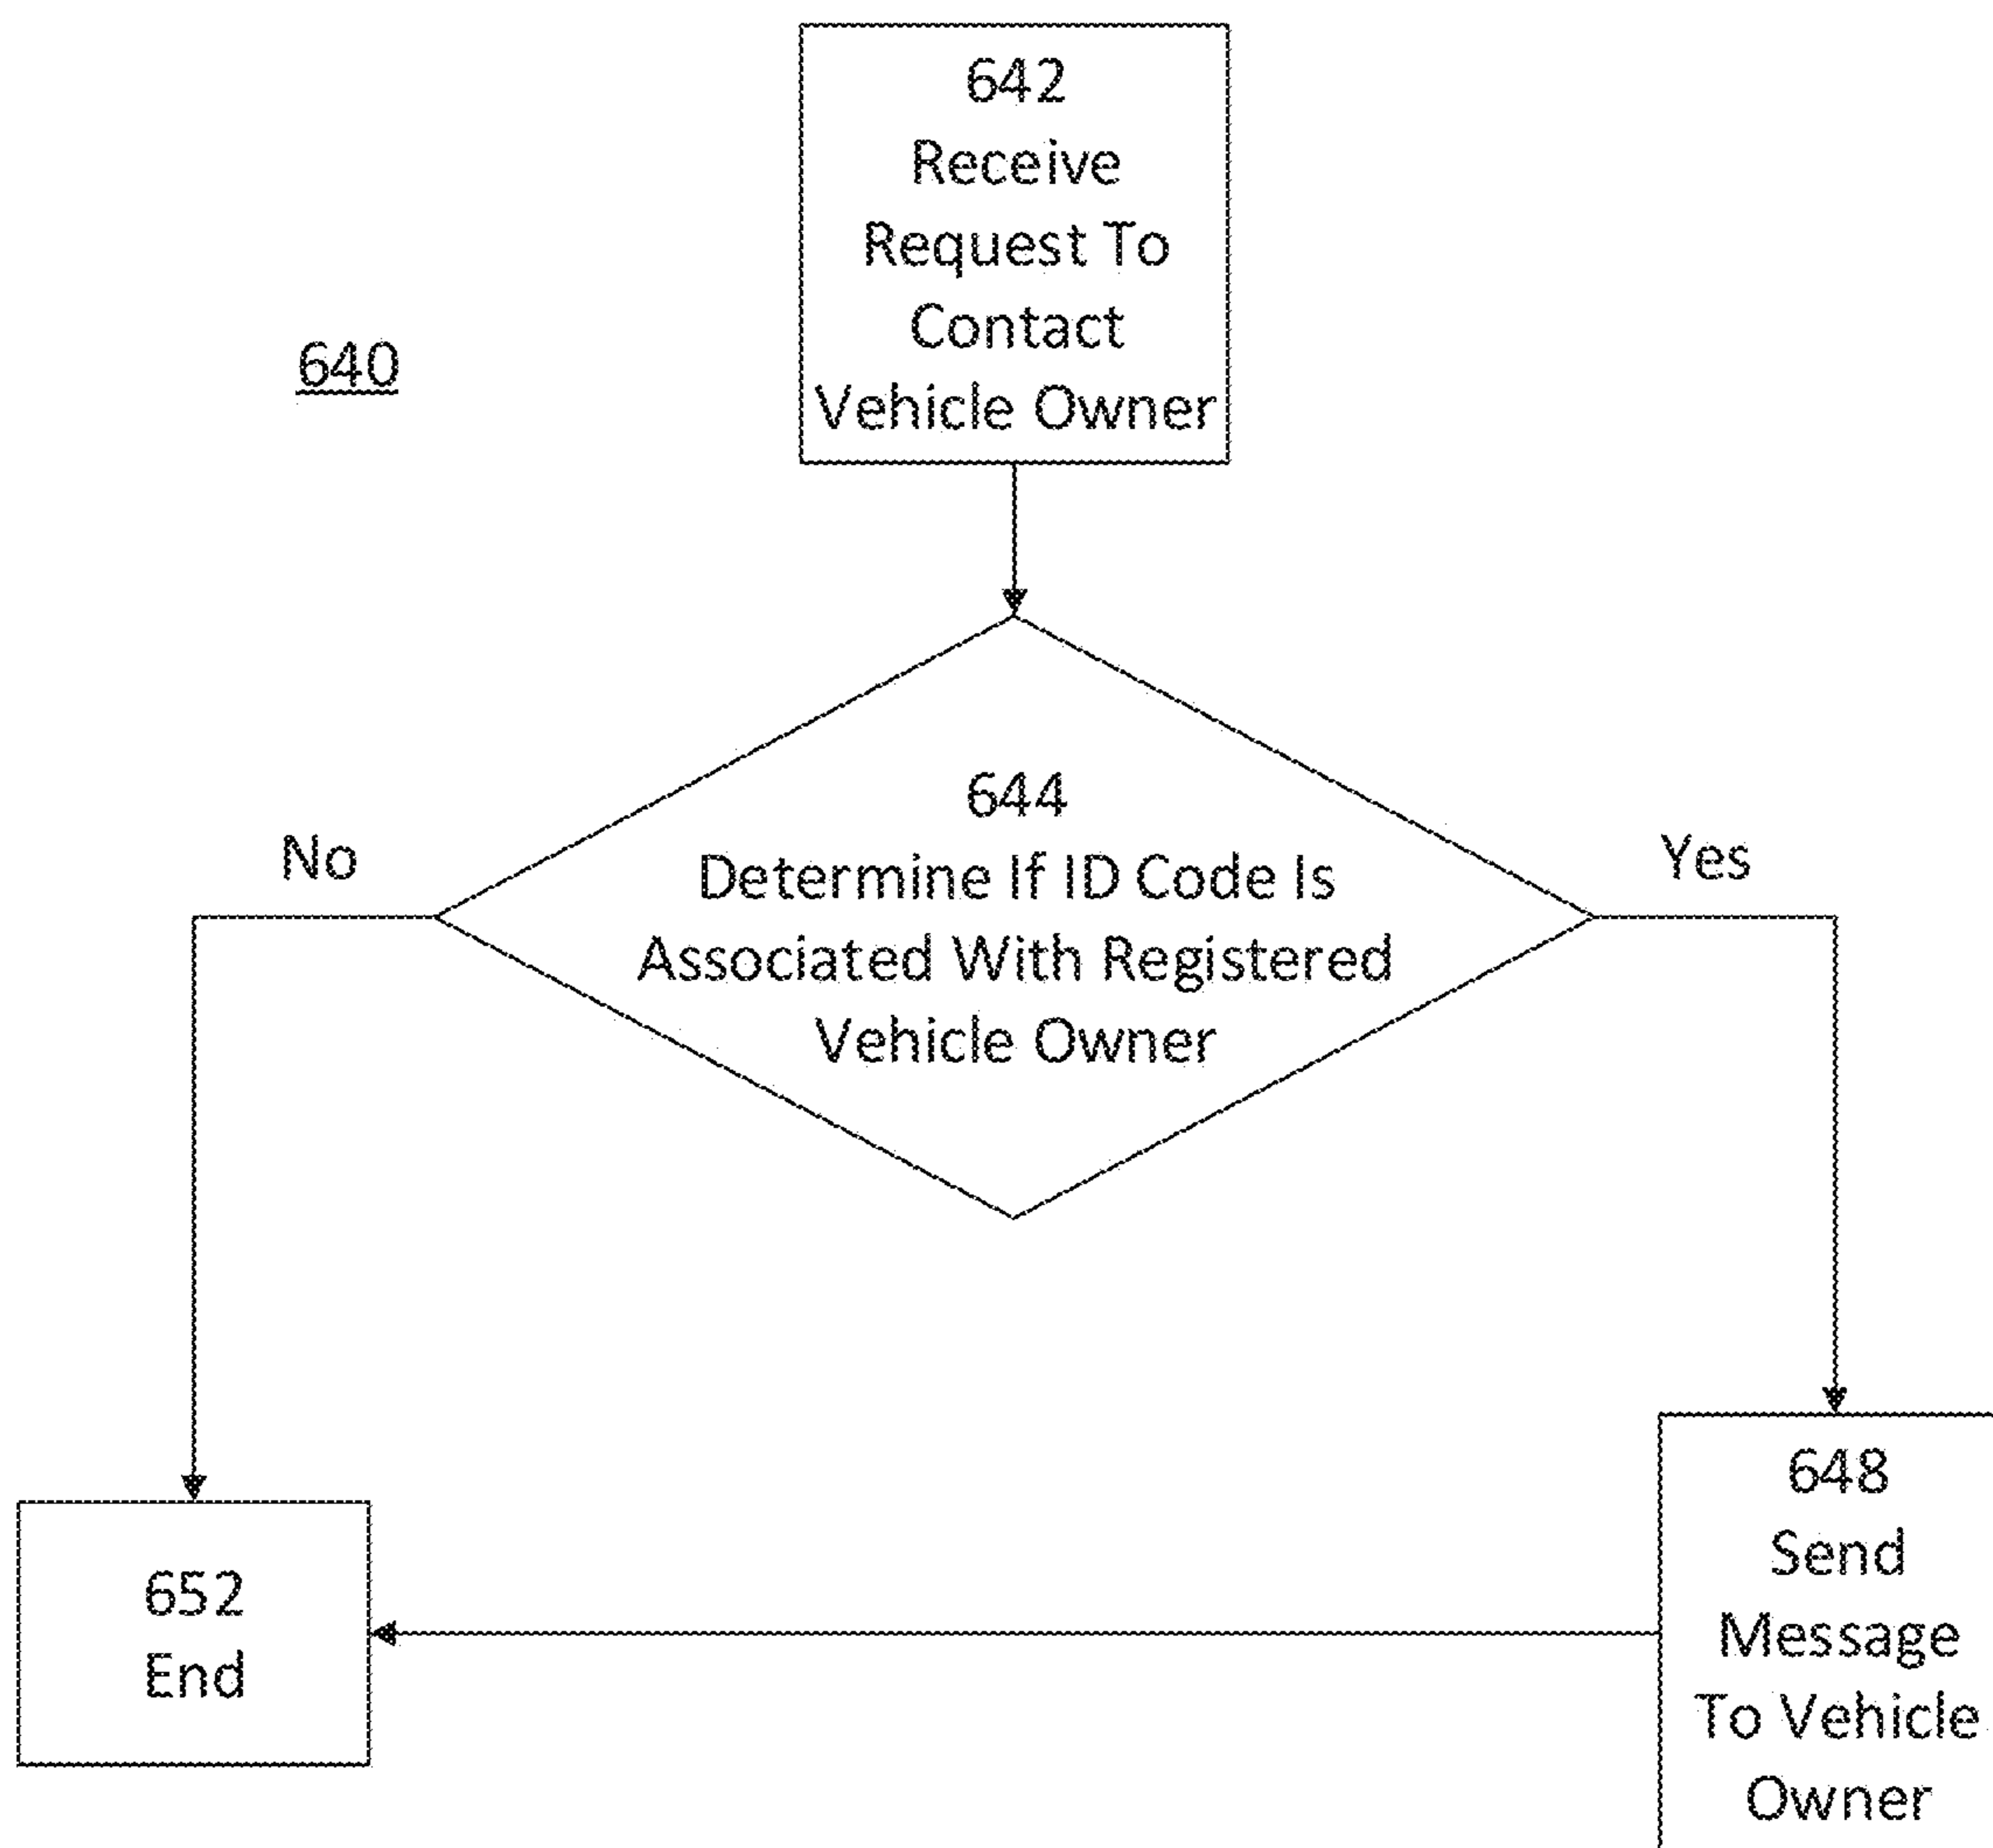 642
Receive
Request To
Contact
Vehicle Owner
640
644
Determine If ID Code Is
Associated With Registered
Vehicle Owner
No
Yes
648
Send
Message
To Vehicle
Owner
652
End